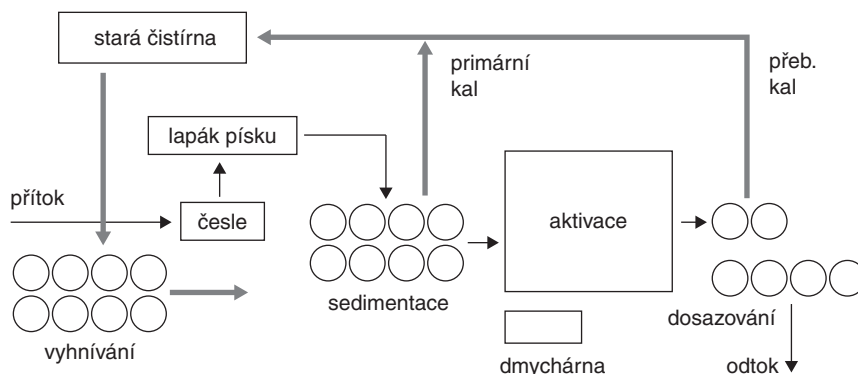 stará čistírna
primární
kal
přeb.
kal
lapák písku
přítok
česle
aktivace
sedimentace
dosazování
vyhnívání
dmychárna
odtok